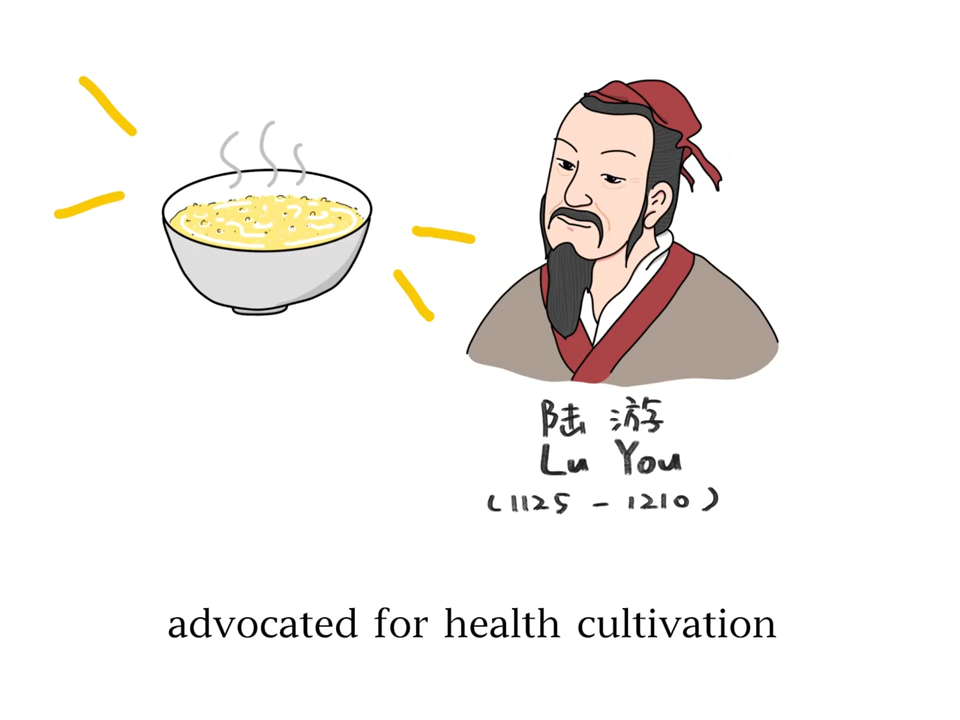 陆 游
Lu You
(1125 - 1210)
advocated for health cultivation